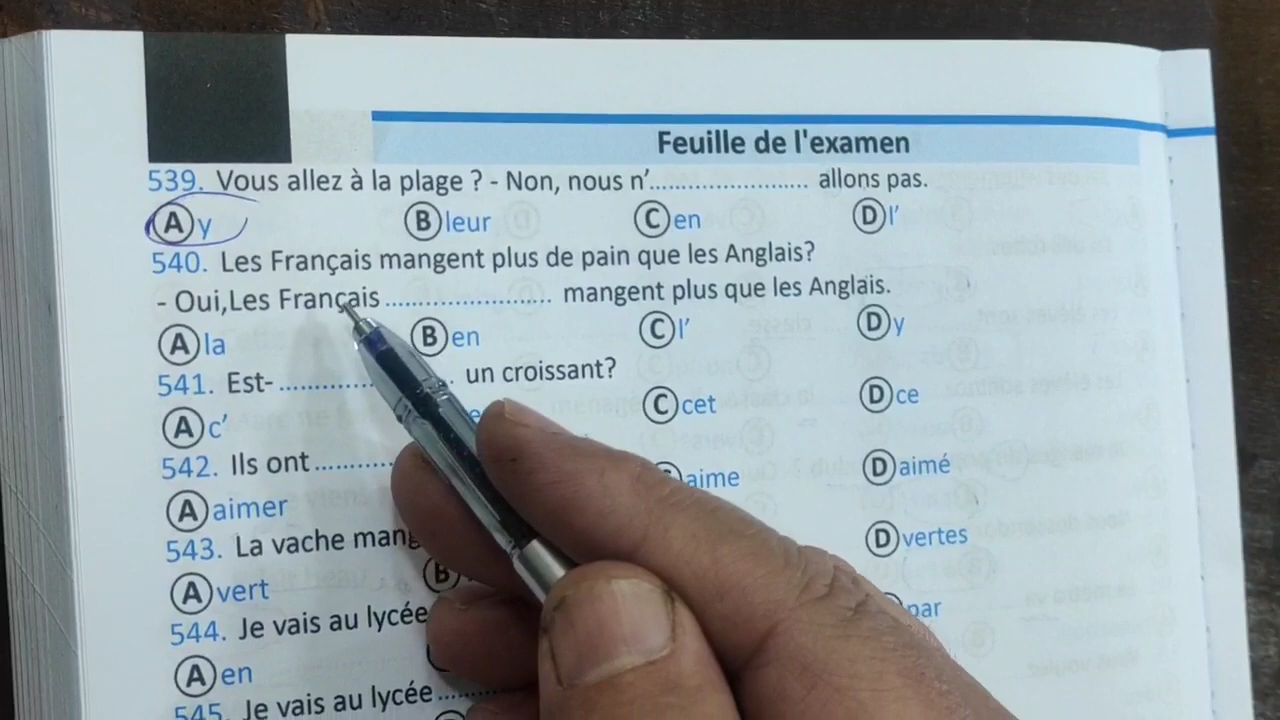 Feuille de l'examen
539. Vous allez à la plage ? - Non, nous n'....................... allons pas.
A y B leur C en D l'
540. Les Français mangent plus de pain que les Anglais?
- Oui,Les Français ........................ mangent plus que les Anglais.
A la B en C l' D y
541. Est- ............... un croissant?
A c' C cet D ce
542. Ils ont ............
A aimer aime D aimé
543. La vache
A vert B D vertes
544. Je vais au lycée
A en par
545. Je vais au lycée ........